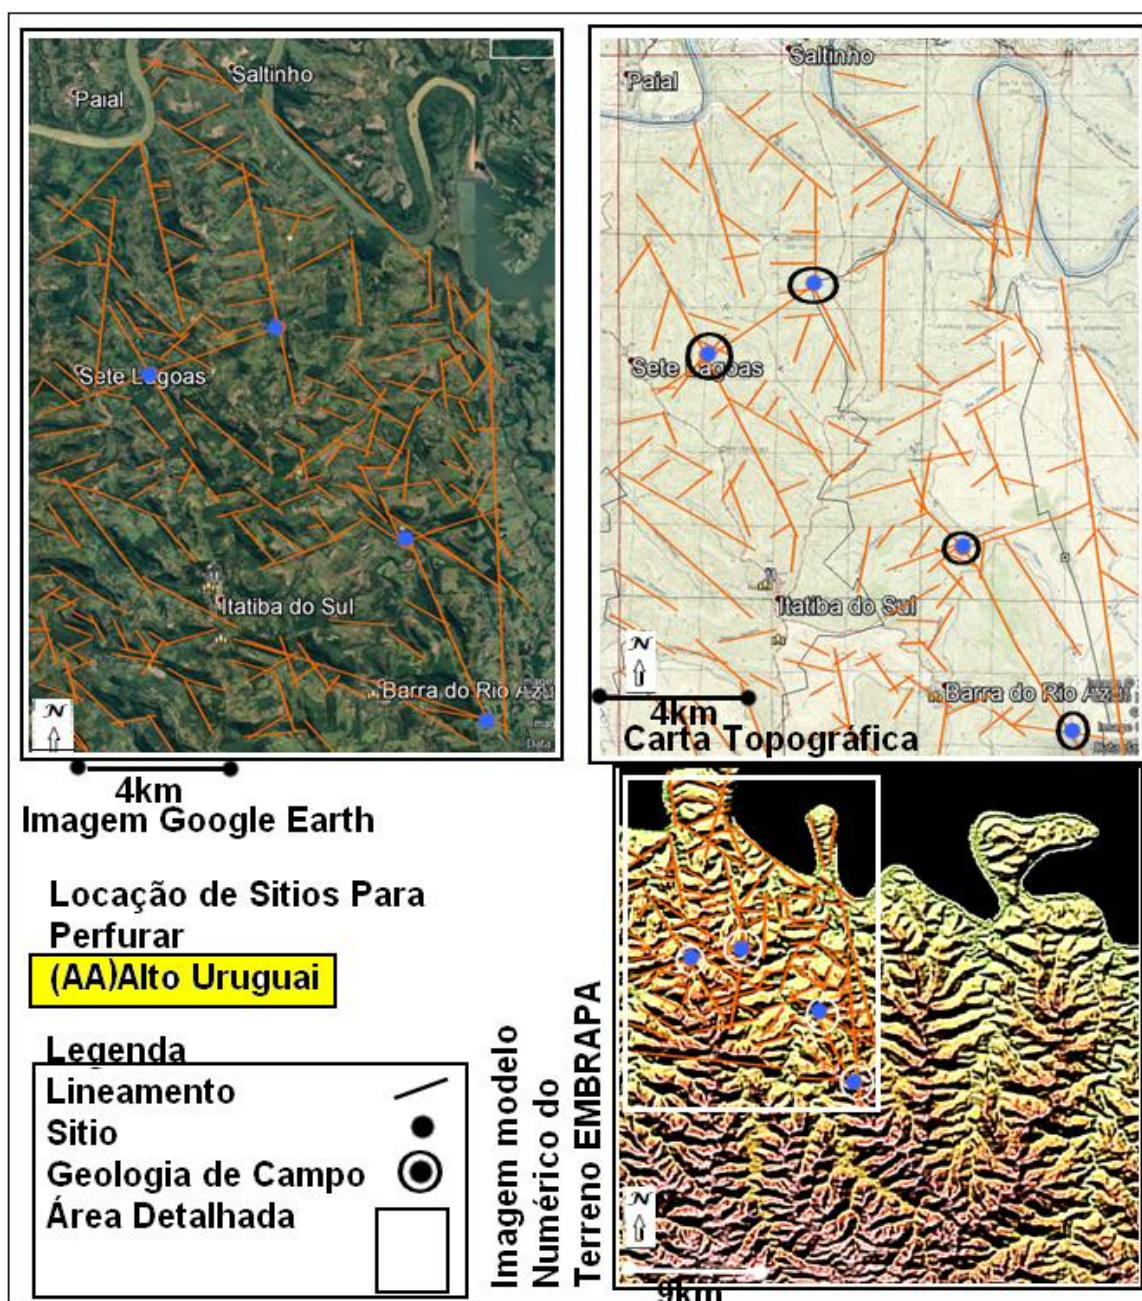 Saltinho
Paial
Sete Lagoas
Itatiba do Sul
Barra do Rio Azul
N
4km
Imagem Google Earth
Saltinho
Paial
Sete Lagoas
Itatiba do Sul
N
Barra do Rio Azul
4km
Carta Topográfica
Locação de Sitios Para
Perfurar
(AA)Alto Uruguai
Legenda
Lineamento
Sitio
Geologia de Campo
Área Detalhada
Imagem modelo
Numérico do
Terreno EMBRAPA
N
9km